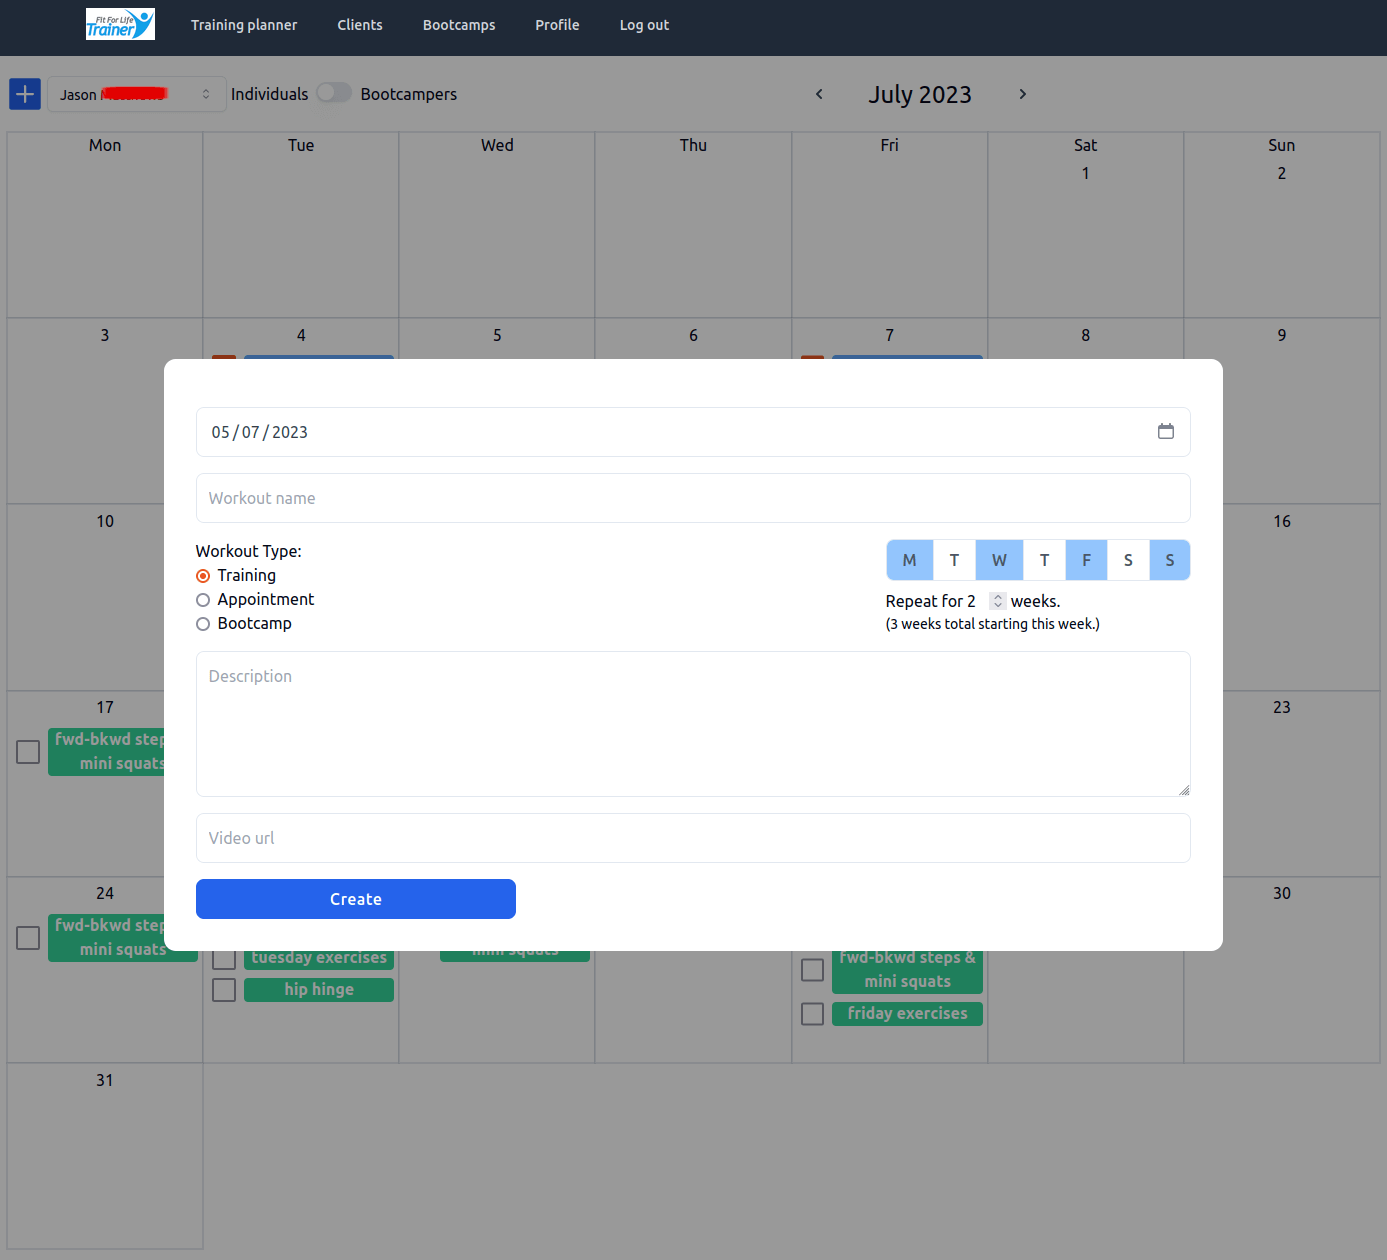 Fit For Life
Trainer
Training planner Clients Bootcamps Profile Log out
Jason
Individuals Bootcampers
July 2023
Mon Tue Wed Thu Fri Sat Sun
1 2
3 4 5 6 7 8 9
05/07/2023
Workout name
10 16
Workout Type:
Training
Appointment
Bootcamp
M T W T F S S
Repeat for 2 weeks.
(3 weeks total starting this week.)
Description
17 23
fwd-bkwd step
mini squats
Video url
24 30
Create
fwd-bkwd step
mini squats
tuesday exercises
hip hinge
mini squats
fwd-bkwd steps &
mini squats
friday exercises
31